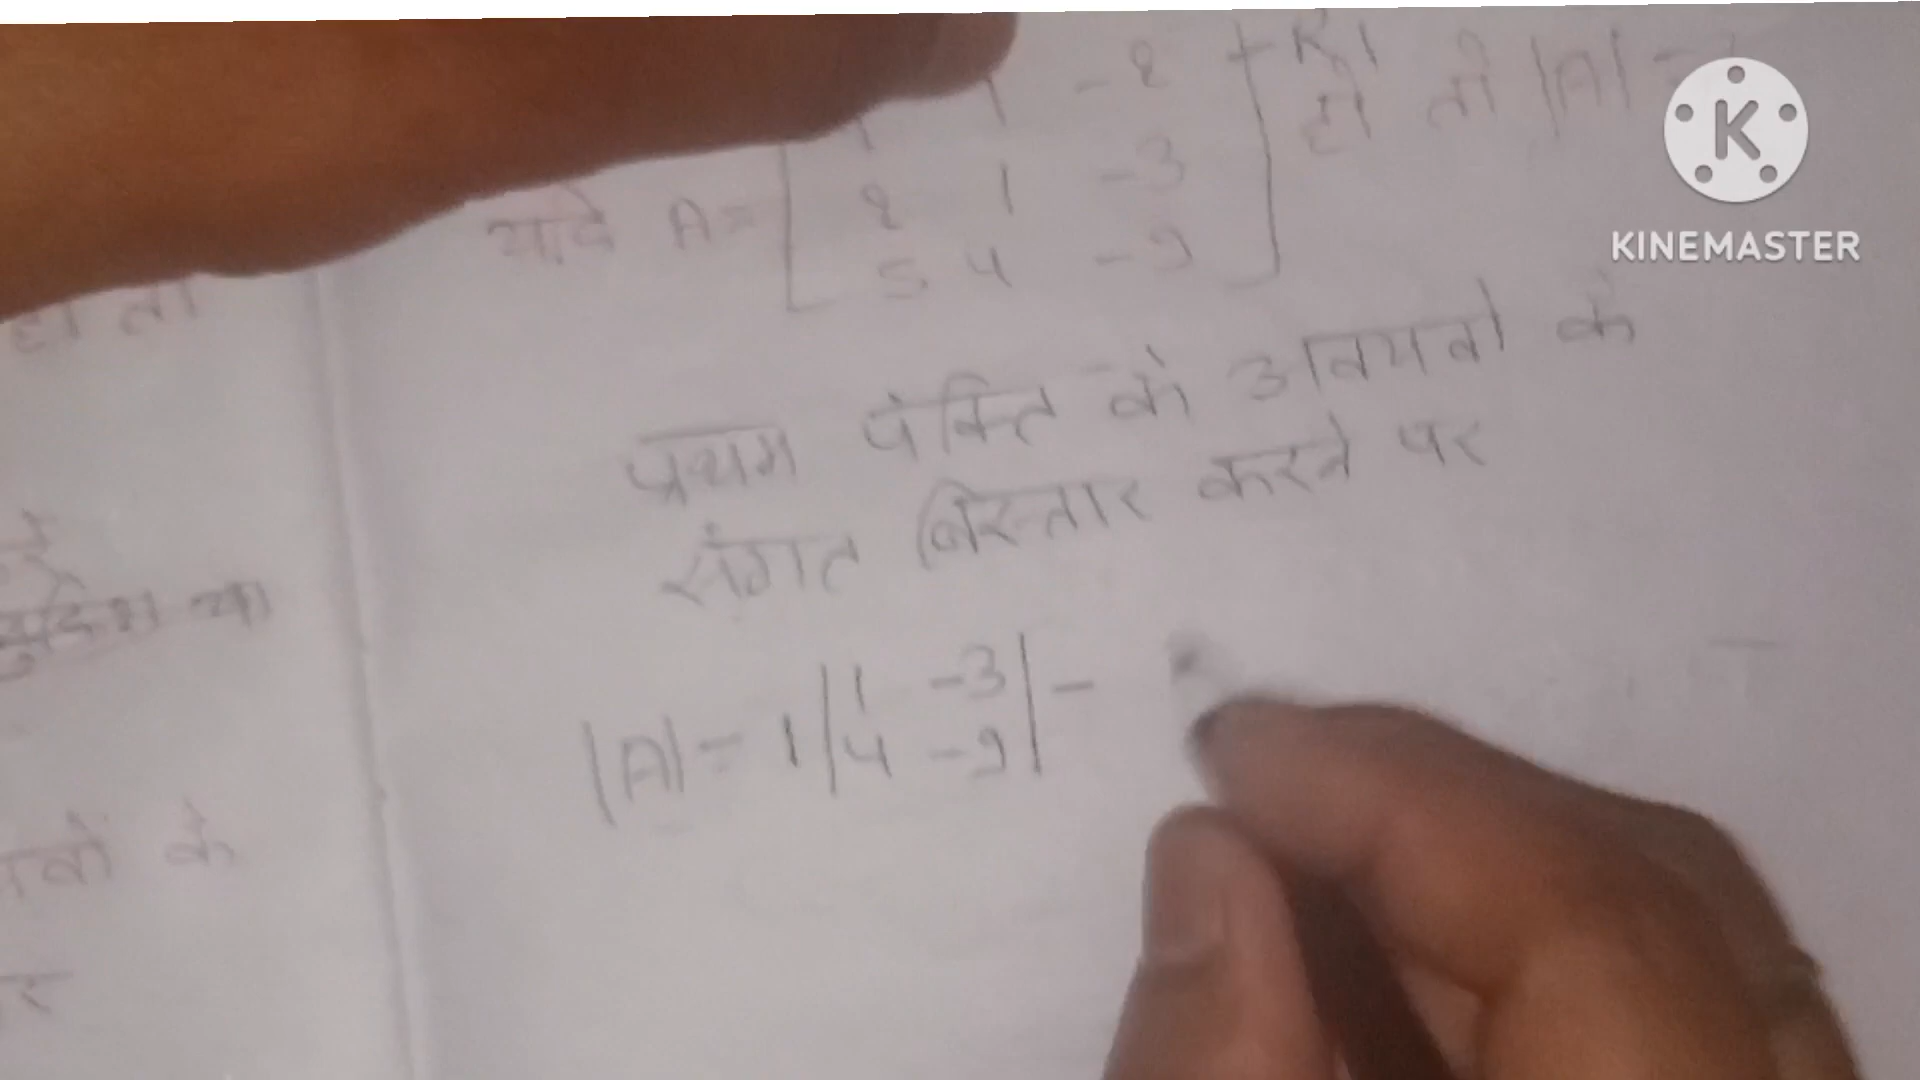 1 1 -2
हो तो |A|
2 1 -3
यदि A =
5 4 -9
हो तो
प्रथम पंक्ति के अवयवों के
संगत विस्तार करने पर
|A| = 1 | 1 -3 | -
4 -9
के
KINEMASTER